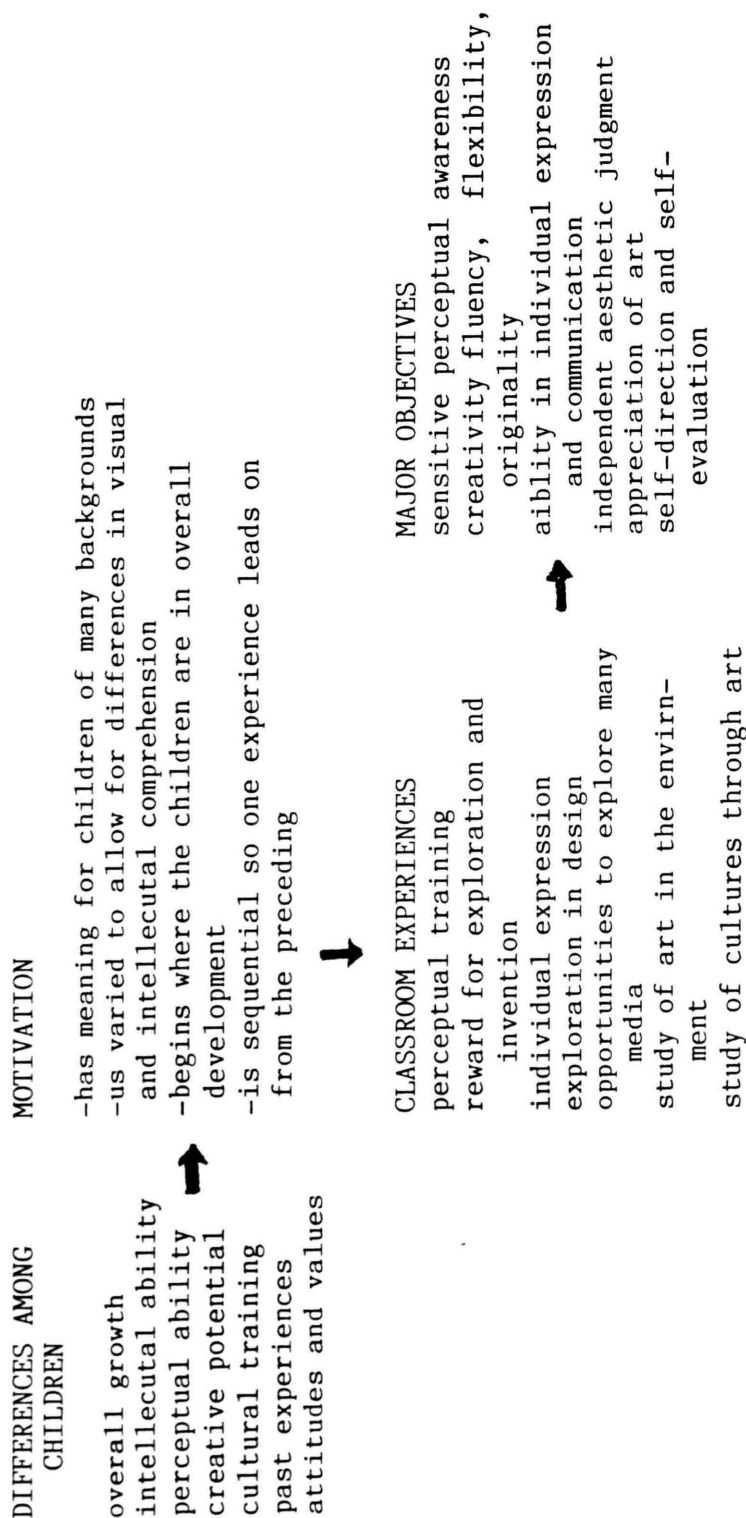 DIFFERENCES AMONG
CHILDREN
overall growth
intellecutal ability
perceptual ability
creative potential
cultural training
past experiences
attitudes and values
MOTIVATION
-has meaning for children of many backgrounds
-us varied to allow for differences in visual
and intellecutal comprehension
-begins where the children are in overall
development
-is sequential so one experience leads on
from the preceding
CLASSROOM EXPERIENCES
perceptual training
reward for exploration and
invention
individual expression
exploration in design
opportunities to explore many
media
study of art in the envirn-
ment
study of cultures through art
MAJOR OBJECTIVES
sensitive perceptual awareness
creativity fluency, flexibility,
originality
aiblity in individual expression
and communication
independent aesthetic judgment
appreciation of art
self-direction and self-
evaluation